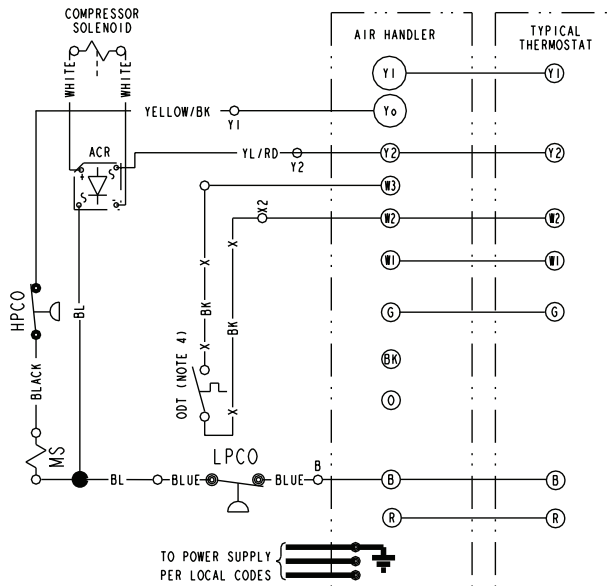 COMPRESSOR
SOLENOID
AIR HANDLER
TYPICAL
THERMOSTAT
WHITE
WHITE
Y1
Y1
YELLOW/BK
Y1
Yo
ACR
+
S
S
-
YL/RD
Y2
Y2
Y2
W3
X2
W2
W2
X
X
W1
W1
HPCO
BL
BK
BK
G
G
X
BK
ODT (NOTE 4)
BLACK
X
O
MS
LPCO
BL
BLUE
BLUE
B
B
B
R
R
TO POWER SUPPLY
PER LOCAL CODES